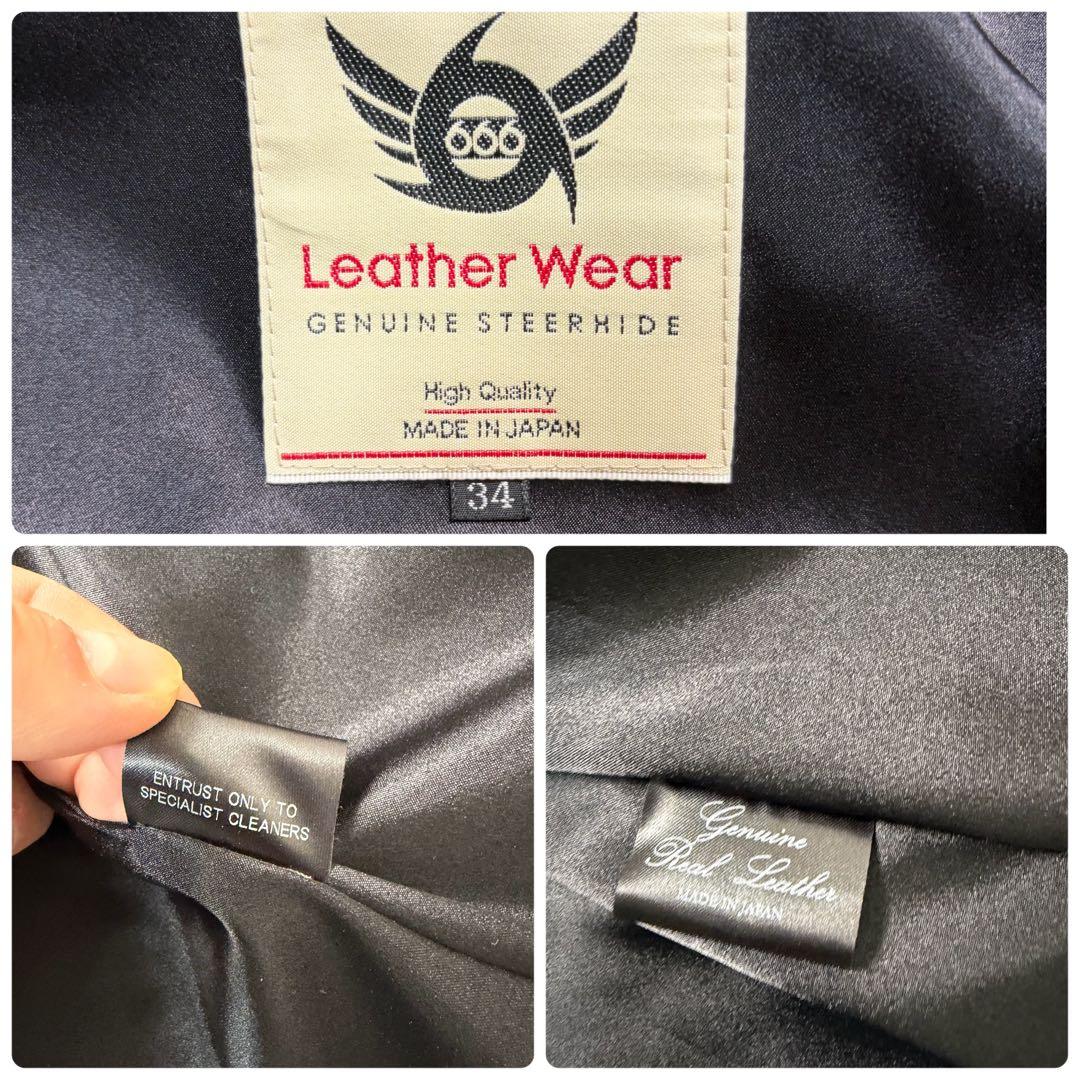 666
Leather Wear
GENUINE STEERHIDE
High Quality
MADE IN JAPAN
34
ENTRUST ONLY TO
SPECIALIST CLEANERS
Genuine
Real Leather
MADE IN JAPAN